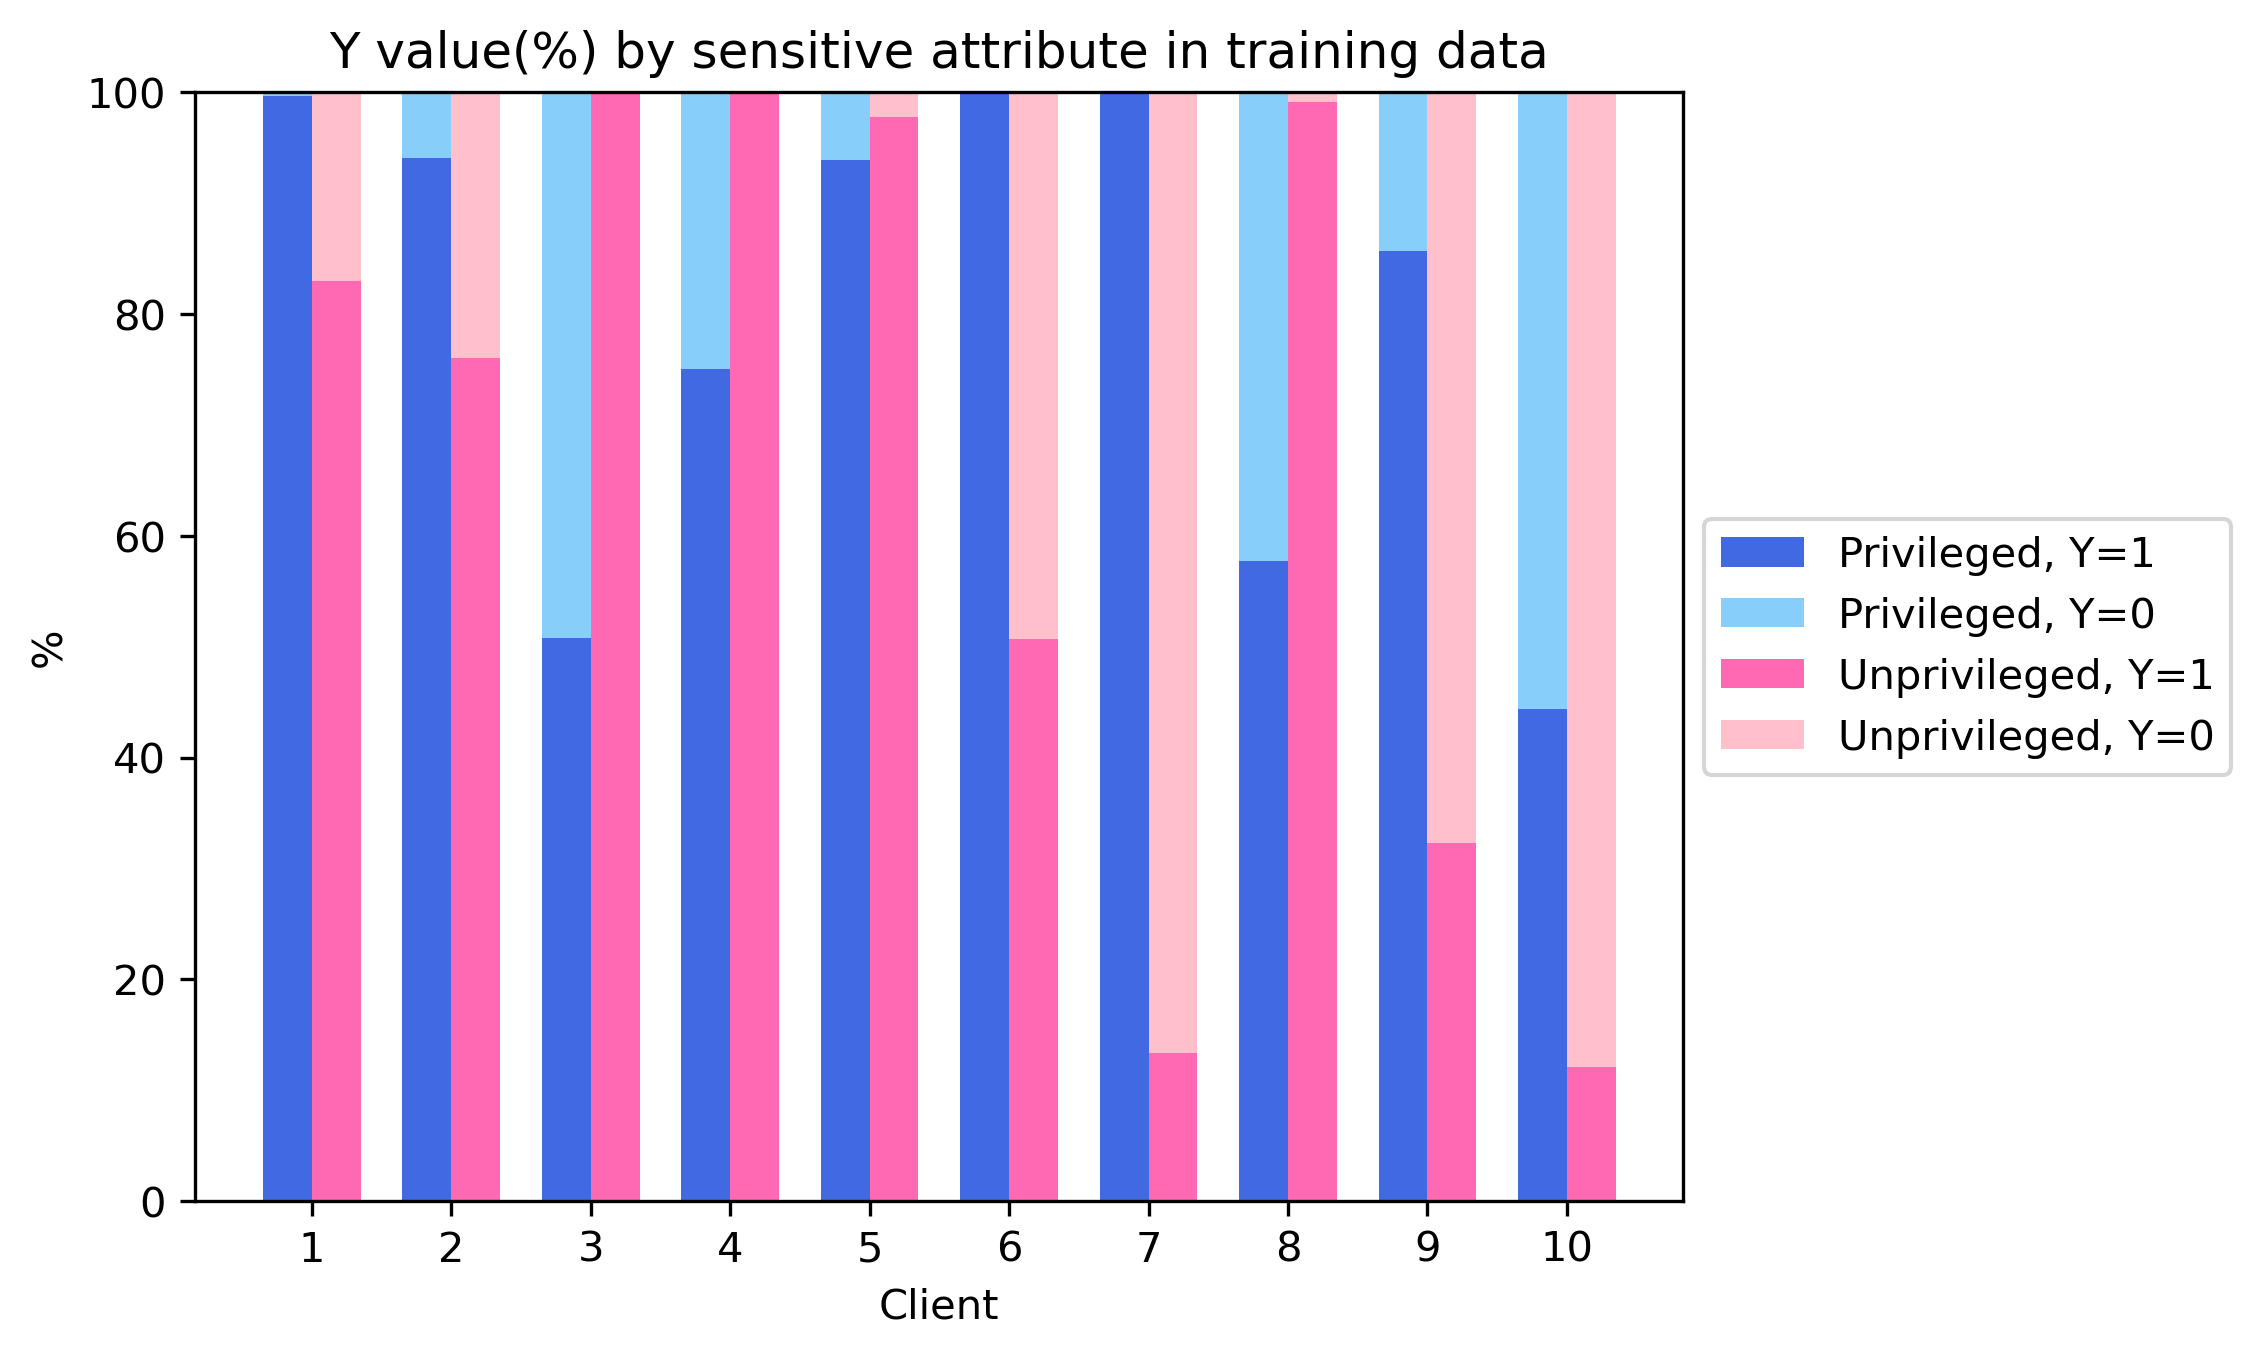 Y value(%) by sensitive attribute in training data
100
80
60
40
20
0
%
1 2 3 4 5 6 7 8 9 10
Client
Privileged, Y=1
Privileged, Y=0
Unprivileged, Y=1
Unprivileged, Y=0